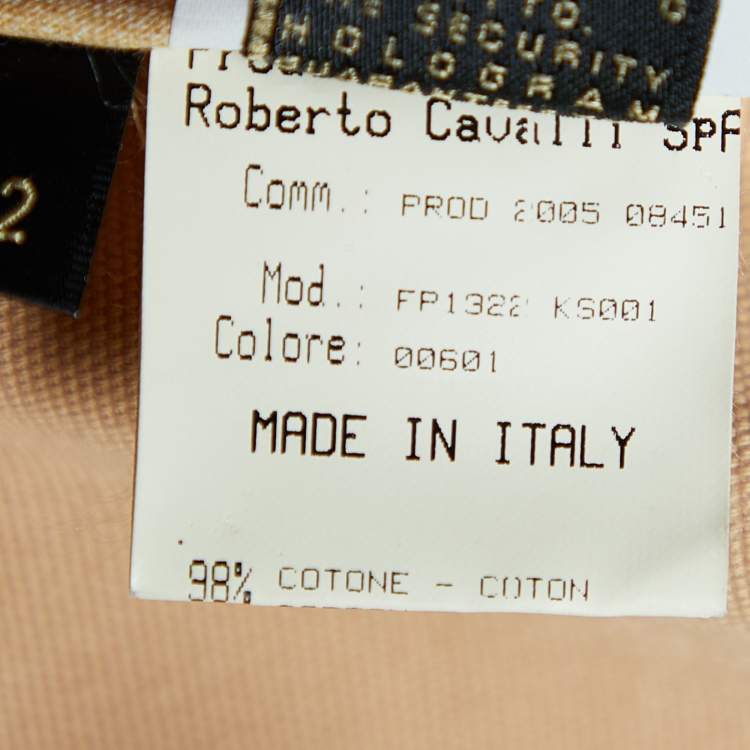 SECURITY
HOLOGRAM
2
Roberto Cavalli SpA
Comm.: PROD 2005 08451
Mod.: FP1322 KS001
Colore: 00601
MADE IN ITALY
98% COTONE - COTON